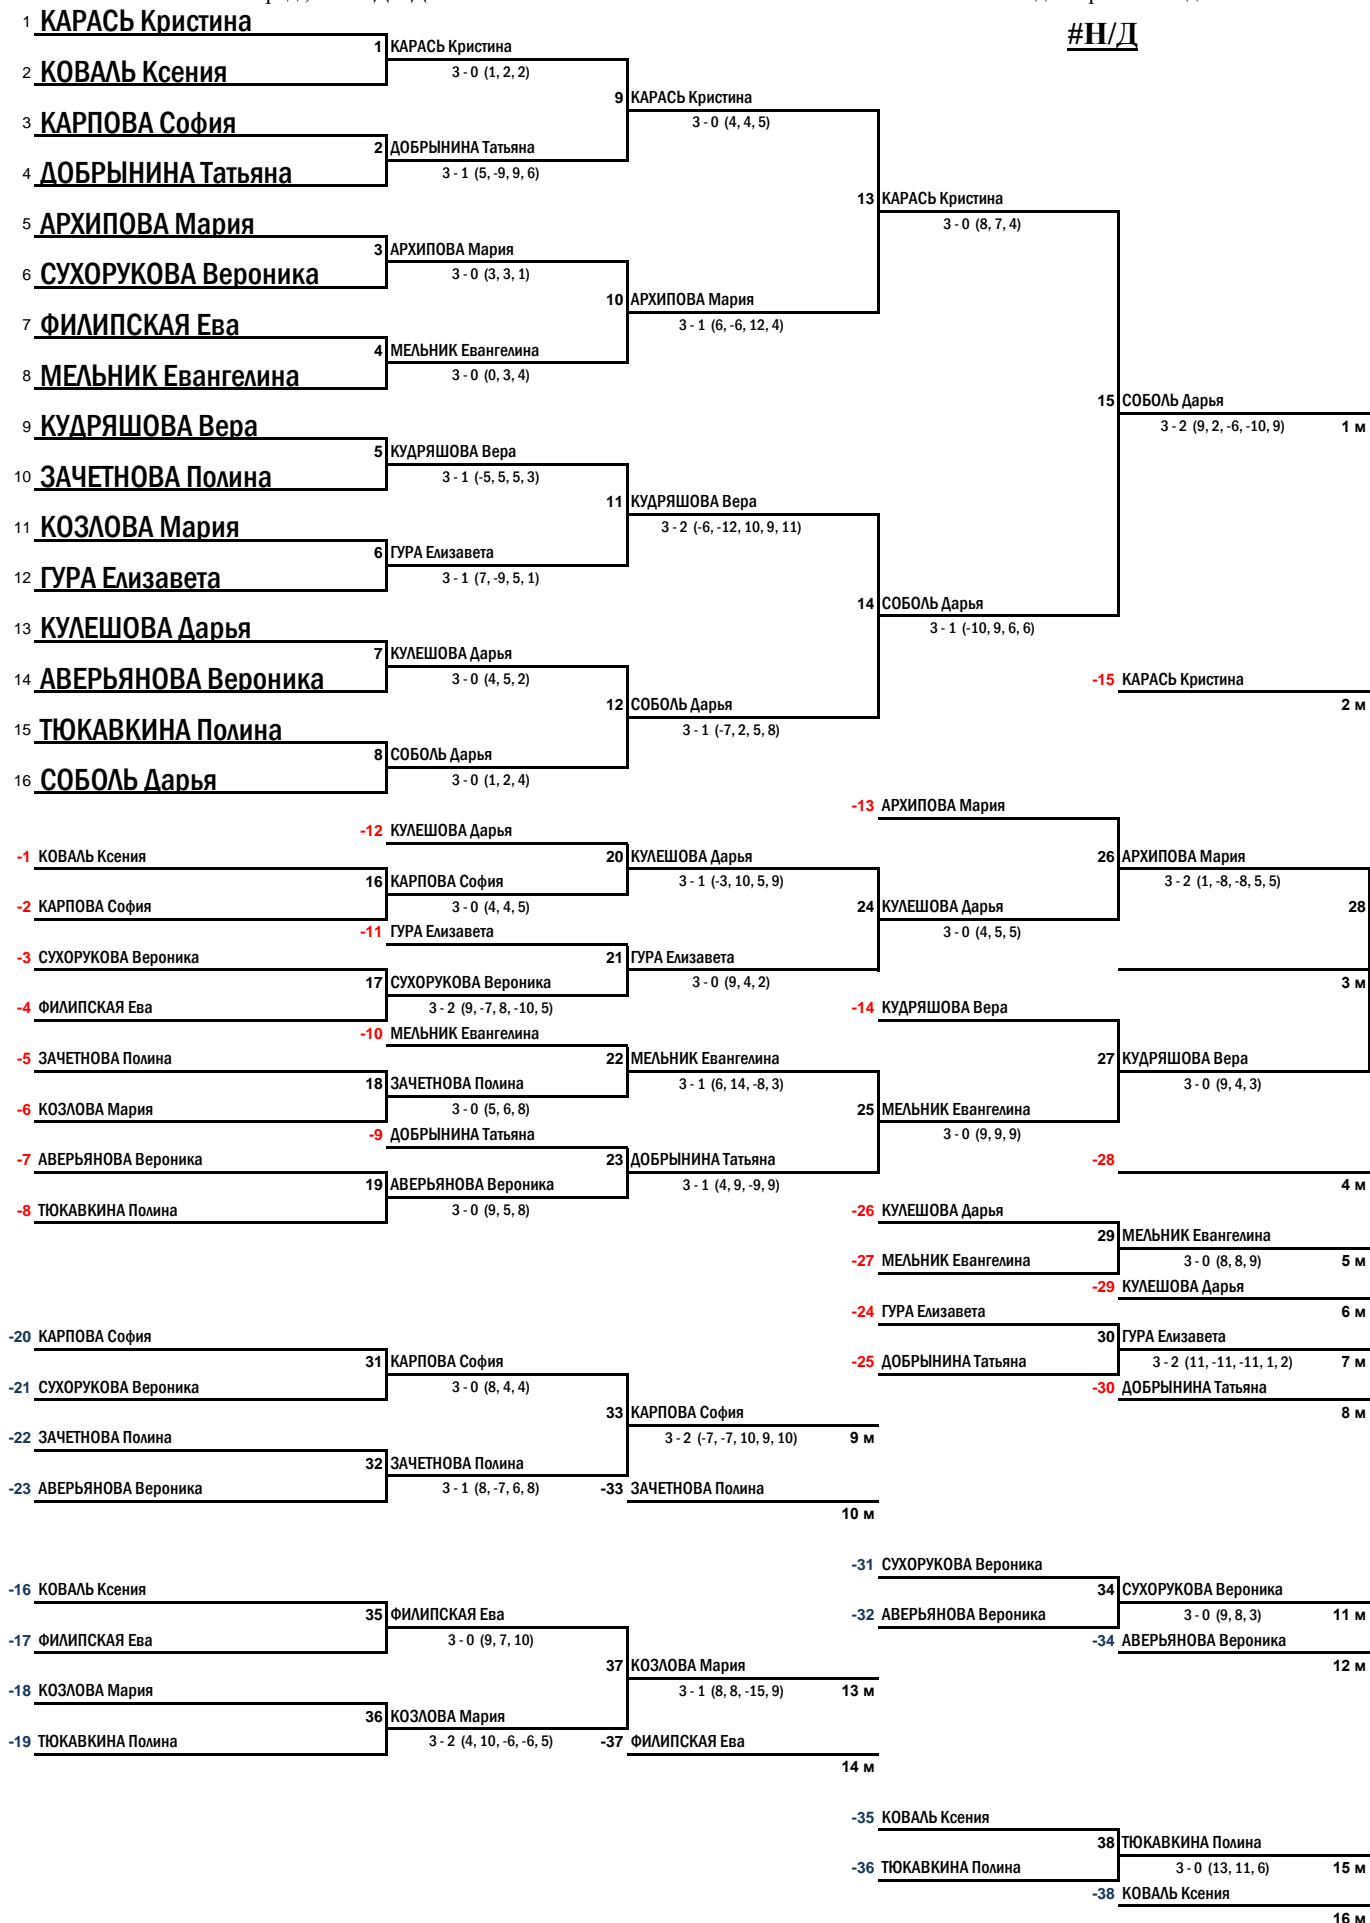 #Н/Д
1 КАРАСЬ Кристина
1 КАРАСЬ Кристина
2 КОВАЛЬ Ксения
3 - 0 (1, 2, 2)
9 КАРАСЬ Кристина
3 - 0 (4, 4, 5)
3 КАРПОВА София
2 ДОБРЫНИНА Татьяна
4 ДОБРЫНИНА Татьяна
3 - 1 (5, -9, 9, 6)
13 КАРАСЬ Кристина
3 - 0 (8, 7, 4)
5 АРХИПОВА Мария
3 АРХИПОВА Мария
6 СУХОРУКОВА Вероника
3 - 0 (3, 3, 1)
10 АРХИПОВА Мария
3 - 1 (6, -6, 12, 4)
7 ФИЛИПСКАЯ Ева
4 МЕЛЬНИК Евангелина
8 МЕЛЬНИК Евангелина
3 - 0 (0, 3, 4)
15 СОБОЛЬ Дарья
3 - 2 (9, 2, -6, -10, 9) 1 м
9 КУДРЯШОВА Вера
5 КУДРЯШОВА Вера
10 ЗАЧЕТНОВА Полина
3 - 1 (-5, 5, 5, 3)
11 КУДРЯШОВА Вера
3 - 2 (-6, -12, 10, 9, 11)
11 КОЗЛОВА Мария
6 ГУРА Елизавета
12 ГУРА Елизавета
3 - 1 (7, -9, 5, 1)
14 СОБОЛЬ Дарья
3 - 1 (-10, 9, 6, 6)
13 КУЛЕШОВА Дарья
7 КУЛЕШОВА Дарья
14 АВЕРЬЯНОВА Вероника
3 - 0 (4, 5, 2)
-15 КАРАСЬ Кристина
2 м
12 СОБОЛЬ Дарья
3 - 1 (-7, 2, 5, 8)
15 ТЮКАВКИНА Полина
8 СОБОЛЬ Дарья
16 СОБОЛЬ Дарья
3 - 0 (1, 2, 4)
-13 АРХИПОВА Мария
-12 КУЛЕШОВА Дарья
-1 КОВАЛЬ Ксения
20 КУЛЕШОВА Дарья
26 АРХИПОВА Мария
16 КАРПОВА София
3 - 1 (-3, 10, 5, 9)
3 - 2 (1, -8, -8, 5, 5)
-2 КАРПОВА София
3 - 0 (4, 4, 5)
24 КУЛЕШОВА Дарья
28
-11 ГУРА Елизавета
3 - 0 (4, 5, 5)
-3 СУХОРУКОВА Вероника
21 ГУРА Елизавета
17 СУХОРУКОВА Вероника
3 - 0 (9, 4, 2)
3 м
-4 ФИЛИПСКАЯ Ева
3 - 2 (9, -7, 8, -10, 5)
-14 КУДРЯШОВА Вера
-10 МЕЛЬНИК Евангелина
-5 ЗАЧЕТНОВА Полина
22 МЕЛЬНИК Евангелина
27 КУДРЯШОВА Вера
18 ЗАЧЕТНОВА Полина
3 - 1 (6, 14, -8, 3)
3 - 0 (9, 4, 3)
-6 КОЗЛОВА Мария
3 - 0 (5, 6, 8)
25 МЕЛЬНИК Евангелина
-9 ДОБРЫНИНА Татьяна
3 - 0 (9, 9, 9)
-7 АВЕРЬЯНОВА Вероника
23 ДОБРЫНИНА Татьяна
-28
19 АВЕРЬЯНОВА Вероника
3 - 1 (4, 9, -9, 9)
4 м
-8 ТЮКАВКИНА Полина
3 - 0 (9, 5, 8)
-26 КУЛЕШОВА Дарья
29 МЕЛЬНИК Евангелина
-27 МЕЛЬНИК Евангелина
3 - 0 (8, 8, 9) 5 м
-29 КУЛЕШОВА Дарья
6 м
-24 ГУРА Елизавета
-20 КАРПОВА София
30 ГУРА Елизавета
31 КАРПОВА София
-25 ДОБРЫНИНА Татьяна
3 - 2 (11, -11, -11, 1, 2) 7 м
-21 СУХОРУКОВА Вероника
3 - 0 (8, 4, 4)
-30 ДОБРЫНИНА Татьяна
8 м
33 КАРПОВА София
-22 ЗАЧЕТНОВА Полина
3 - 2 (-7, -7, 10, 9, 10) 9 м
32 ЗАЧЕТНОВА Полина
-23 АВЕРЬЯНОВА Вероника
3 - 1 (8, -7, 6, 8)
-33 ЗАЧЕТНОВА Полина
10 м
-31 СУХОРУКОВА Вероника
-16 КОВАЛЬ Ксения
34 СУХОРУКОВА Вероника
35 ФИЛИПСКАЯ Ева
-32 АВЕРЬЯНОВА Вероника
3 - 0 (9, 8, 3) 11 м
-17 ФИЛИПСКАЯ Ева
3 - 0 (9, 7, 10)
-34 АВЕРЬЯНОВА Вероника
12 м
37 КОЗЛОВА Мария
-18 КОЗЛОВА Мария
3 - 1 (8, 8, -15, 9) 13 м
36 КОЗЛОВА Мария
-19 ТЮКАВКИНА Полина
3 - 2 (4, 10, -6, -6, 5)
-37 ФИЛИПСКАЯ Ева
14 м
-35 КОВАЛЬ Ксения
38 ТЮКАВКИНА Полина
-36 ТЮКАВКИНА Полина
3 - 0 (13, 11, 6) 15 м
-38 КОВАЛЬ Ксения
16 м